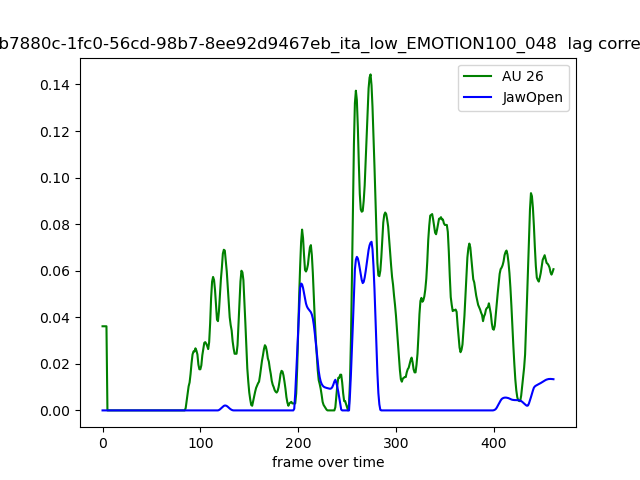 b7880c-1fc0-56cd-98b7-8ee92d9467eb_ita_low_EMOTION100_048  lag corre
AU 26
JawOpen
0.14
0.12
0.10
0.08
0.06
0.04
0.02
0.00
0 100 200 300 400
frame over time